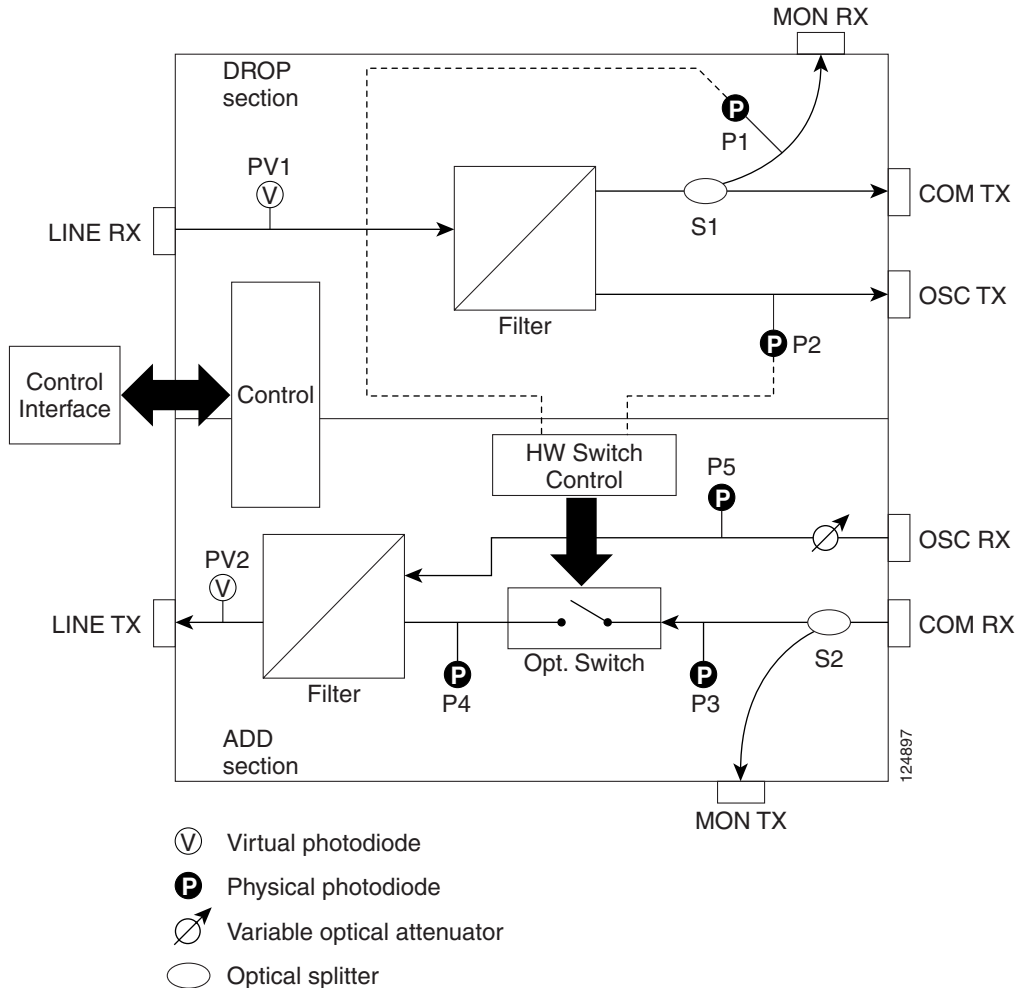 MON RX
DROP
section
P
P1
PV1
V
COM TX
S1
LINE RX
OSC TX
Filter
P
P2
Control
Interface
Control
HW Switch
Control
P5
P
OSC RX
PV2
V
LINE TX
COM RX
S2
Opt. Switch
P
P
Filter
P4
P3
ADD
section
124897
MON TX
V Virtual photodiode
P Physical photodiode
Variable optical attenuator
Optical splitter